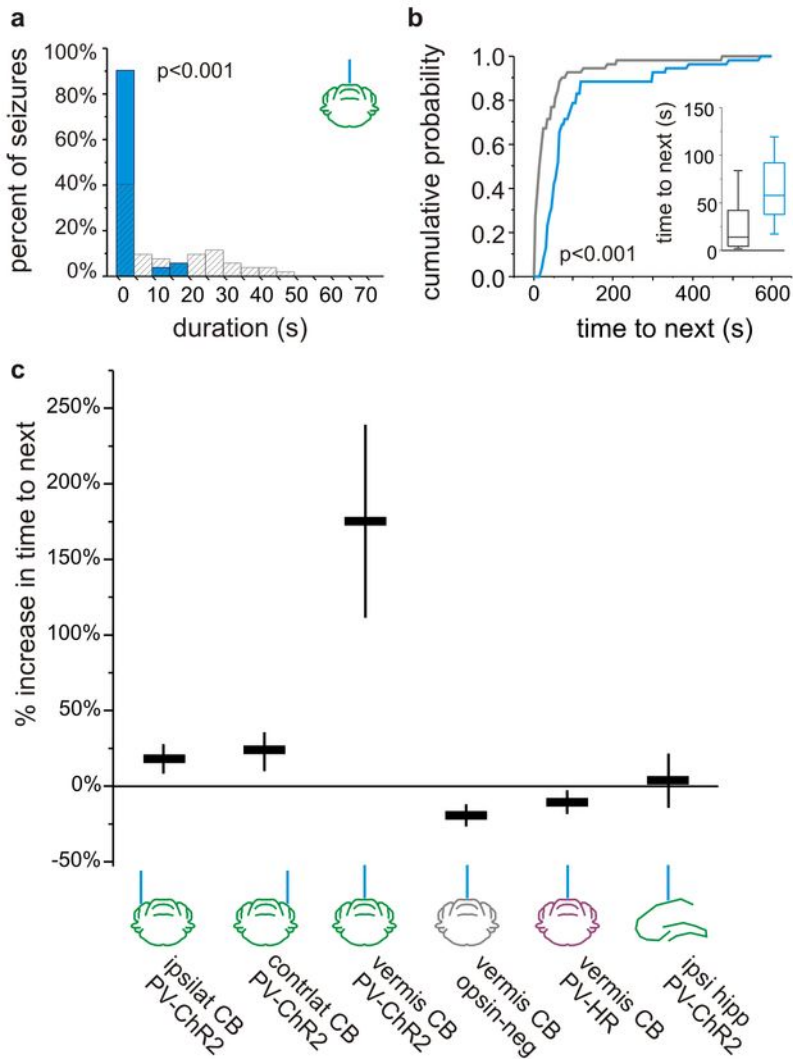 a
100%
80%
60%
40%
20%
0%
percent of seizures
p<0.001
0 10 20 30 40 50 60 70
duration (s)
b
1.0
0.8
0.6
0.4
0.2
0.0
cumulative probability
p<0.001
0 200 400 600
time to next (s)
150
100
50
0
time to next (s)
c
250%
200%
150%
100%
50%
0%
-50%
% increase in time to next
ipsilat CB
PV-ChR2
contrlat CB
PV-ChR2
vermis CB
PV-ChR2
vermis CB
opsin-neg
vermis CB
PV-HR
ipsi hipp
PV-ChR2